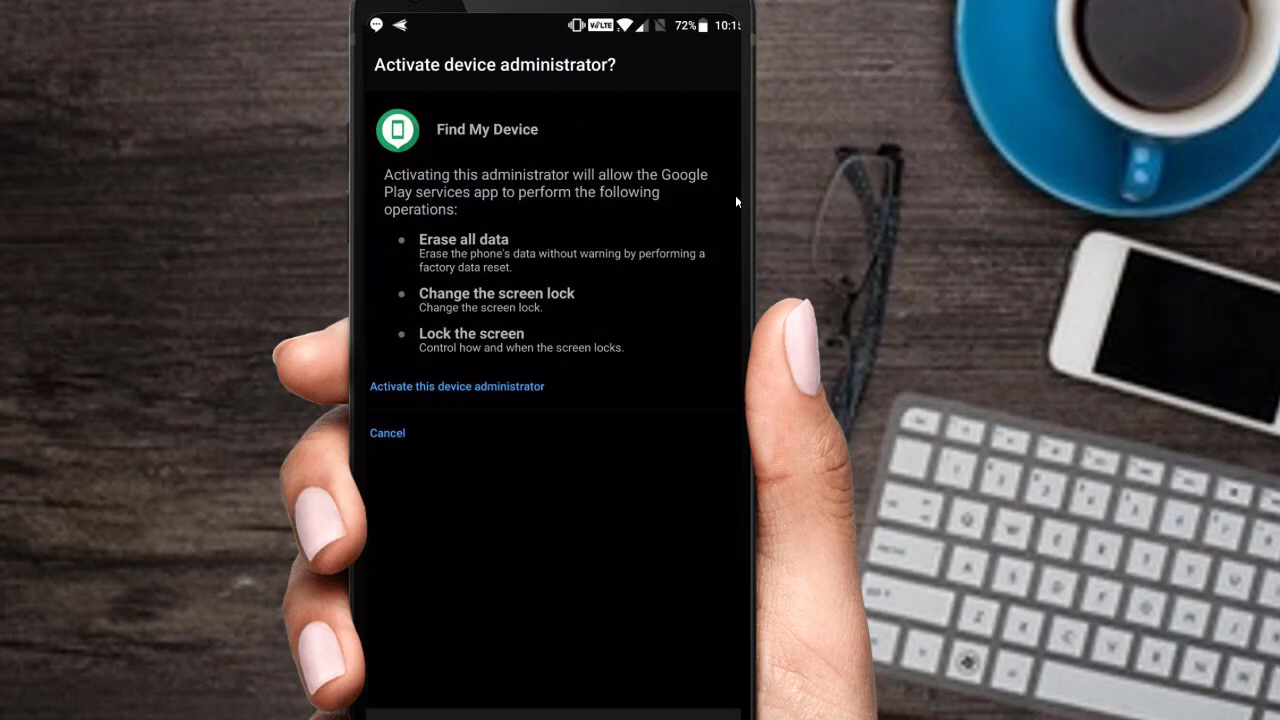 VoLTE 72% 10:15
Activate device administrator?
Find My Device
Activating this administrator will allow the Google
Play services app to perform the following
operations:
Erase all data
Erase the phone's data without warning by performing a
factory data reset.
Change the screen lock
Change the screen lock.
Lock the screen
Control how and when the screen locks.
Activate this device administrator
Cancel